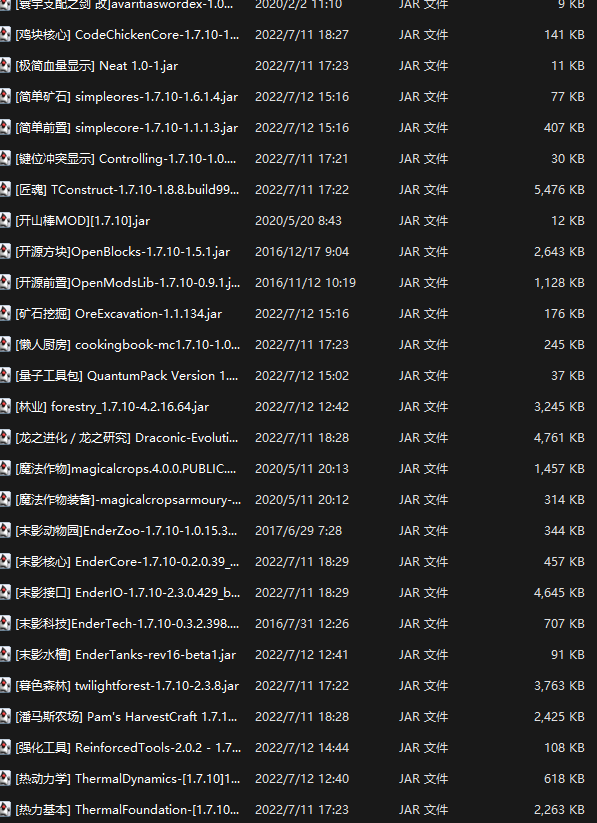 [寰宇支配之剑 改]avaritiaswordex-1.0... 2020/2/2 11:10 JAR 文件 9 KB
[鸡块核心] CodeChickenCore-1.7.10-1... 2022/7/11 18:27 JAR 文件 141 KB
[极简血量显示] Neat 1.0-1.jar 2022/7/11 17:23 JAR 文件 11 KB
[简单矿石] simpleores-1.7.10-1.6.1.4.jar 2022/7/12 15:16 JAR 文件 77 KB
[简单前置] simplecore-1.7.10-1.1.1.3.jar 2022/7/12 15:16 JAR 文件 407 KB
[键位冲突显示] Controlling-1.7.10-1.0.... 2022/7/11 17:21 JAR 文件 30 KB
[匠魂] TConstruct-1.7.10-1.8.8.build99... 2022/7/11 17:22 JAR 文件 5,476 KB
[开山棒MOD][1.7.10].jar 2020/5/20 8:43 JAR 文件 12 KB
[开源方块]OpenBlocks-1.7.10-1.5.1.jar 2016/12/17 9:04 JAR 文件 2,643 KB
[开源前置]OpenModsLib-1.7.10-0.9.1.j... 2016/11/12 10:19 JAR 文件 1,128 KB
[矿石挖掘] OreExcavation-1.1.134.jar 2022/7/12 15:16 JAR 文件 176 KB
[懒人厨房] cookingbook-mc1.7.10-1.0... 2022/7/11 17:23 JAR 文件 245 KB
[量子工具包] QuantumPack Version 1.... 2022/7/12 15:02 JAR 文件 37 KB
[林业] forestry_1.7.10-4.2.16.64.jar 2022/7/12 12:42 JAR 文件 3,245 KB
[龙之进化 / 龙之研究] Draconic-Evoluti... 2022/7/11 18:28 JAR 文件 4,761 KB
[魔法作物]magicalcrops.4.0.0.PUBLIC.... 2020/5/11 20:13 JAR 文件 1,457 KB
[魔法作物装备]-magicalcropsarmoury-... 2020/5/11 20:12 JAR 文件 314 KB
[末影动物园]EnderZoo-1.7.10-1.0.15.3... 2017/6/29 7:28 JAR 文件 344 KB
[末影核心] EnderCore-1.7.10-0.2.0.39_... 2022/7/11 18:29 JAR 文件 457 KB
[末影接口] EnderIO-1.7.10-2.3.0.429_b... 2022/7/11 18:29 JAR 文件 4,645 KB
[末影科技]EnderTech-1.7.10-0.3.2.398.... 2016/7/31 12:26 JAR 文件 707 KB
[末影水槽] EnderTanks-rev16-beta1.jar 2022/7/12 12:41 JAR 文件 91 KB
[暮色森林] twilightforest-1.7.10-2.3.8.jar 2022/7/11 17:22 JAR 文件 3,763 KB
[潘马斯农场] Pam's HarvestCraft 1.7.1... 2022/7/11 18:28 JAR 文件 2,425 KB
[强化工具] ReinforcedTools-2.0.2 - 1.7... 2022/7/12 14:44 JAR 文件 108 KB
[热动力学] ThermalDynamics-[1.7.10]1... 2022/7/12 12:40 JAR 文件 618 KB
[热力基本] ThermalFoundation-[1.7.10... 2022/7/11 17:23 JAR 文件 2,263 KB